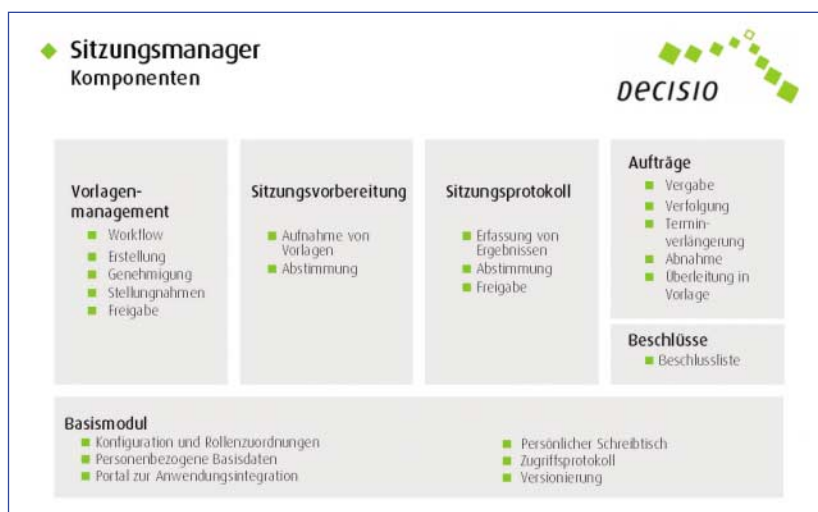 Sitzungsmanager
Komponenten
DECISIO
Vorlagen-
management
Workflow
Erstellung
Genehmigung
Stellungnahmen
Freigabe
Sitzungsvorbereitung
Aufnahme von
Vorlagen
Abstimmung
Sitzungsprotokoll
Erfassung von
Ergebnissen
Abstimmung
Freigabe
Aufträge
Vergabe
Verfolgung
Termin-
verlängerung
Abnahme
Überleitung in
Vorlage
Beschlüsse
Beschlussliste
Basismodul
Konfiguration und Rollenzuordnungen
Personenbezogene Basisdaten
Portal zur Anwendungsintegration
Persönlicher Schreibtisch
Zugriffsprotokoll
Versionierung